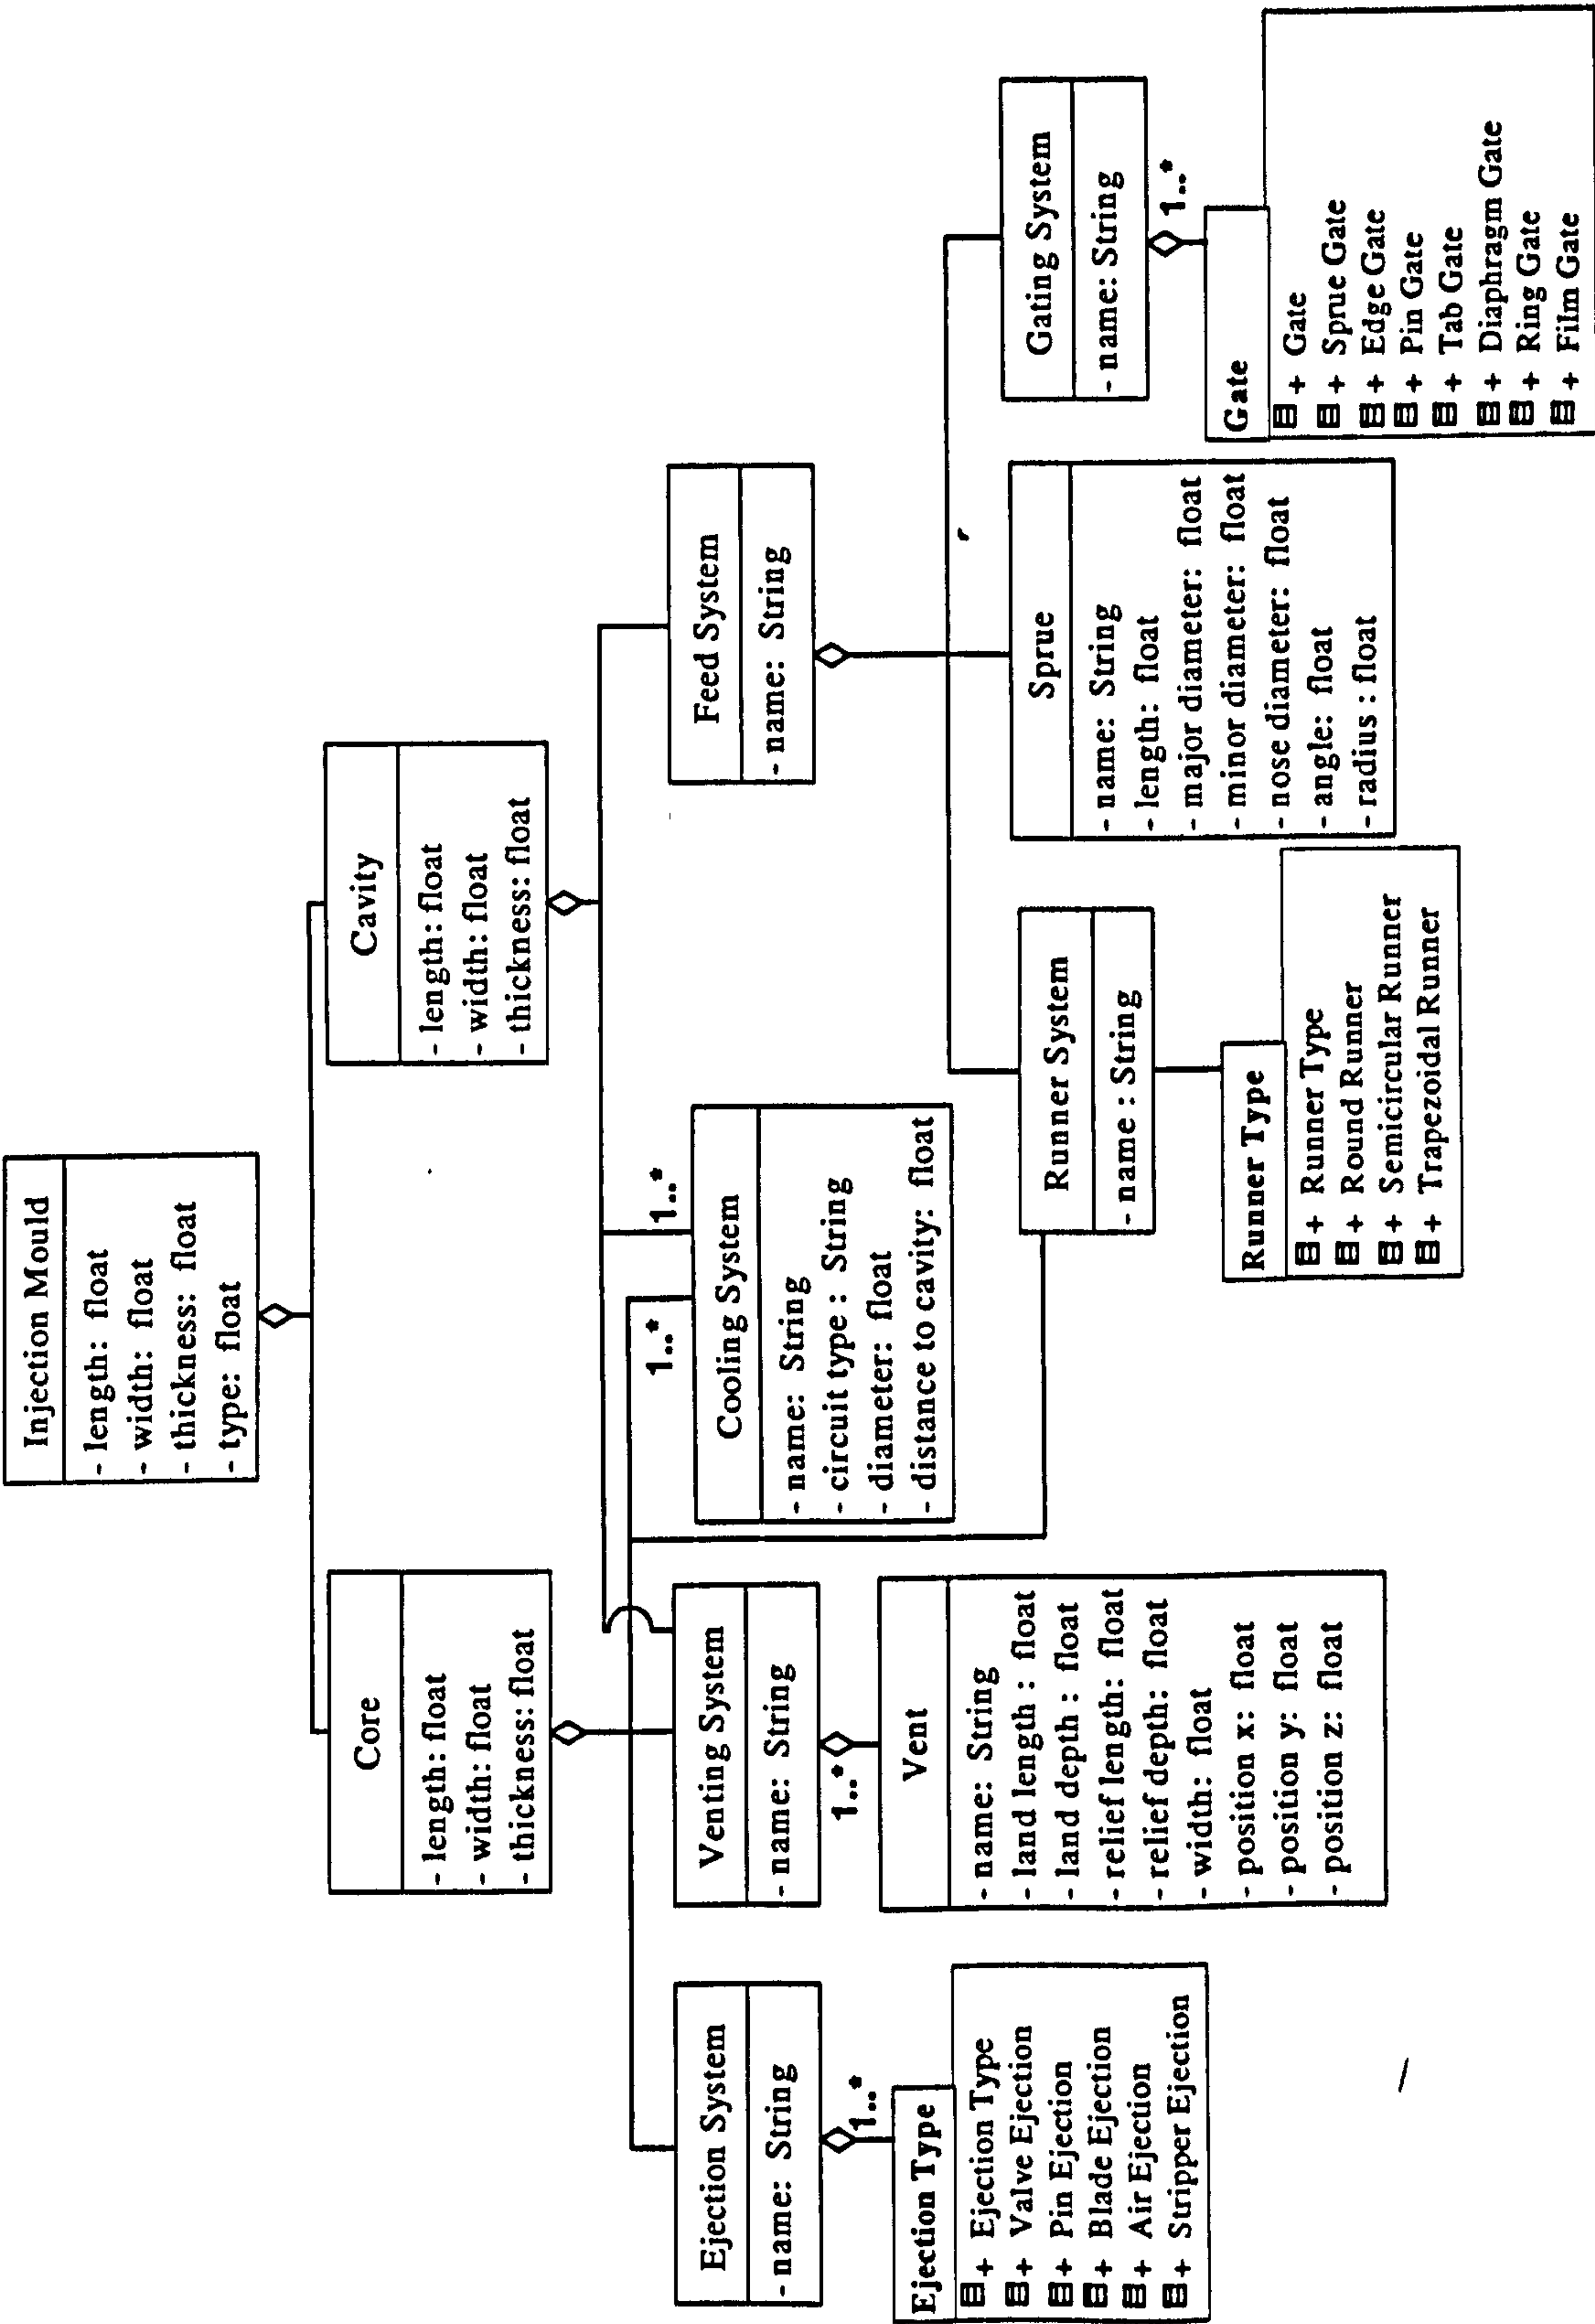 Injection Mould
- length: float
- width: float
- thickness: float
- type: float
Core
- length: float
- width: float
- thickness: float
Cavity
- length: float
- width: float
- thickness: float
Ejection System
- name: String
1..*
Ejection Type
+ Ejection Type
+ Valve Ejection
+ Pin Ejection
+ Blade Ejection
+ Air Ejection
+ Stripper Ejection
Venting System
- name: String
1..*
Vent
- name: String
- land length : float
- land depth : float
- relief length: float
- relief depth: float
- width: float
- position x: float
- position y: float
- position z: float
1..*
1..*
Cooling System
- name: String
- circuit type : String
- diameter: float
- distance to cavity: float
Feed System
- name: String
Runner System
- name : String
Runner Type
+ Runner Type
+ Round Runner
+ Semicircular Runner
+ Trapezoidal Runner
Sprue
- name: String
- length: float
- major diameter: float
- minor diameter: float
- nose diameter: float
- angle: float
- radius : float
Gating System
- name: String
1..*
Gate
+ Gate
+ Sprue Gate
+ Edge Gate
+ Pin Gate
+ Tab Gate
+ Diaphragm Gate
+ Ring Gate
+ Film Gate